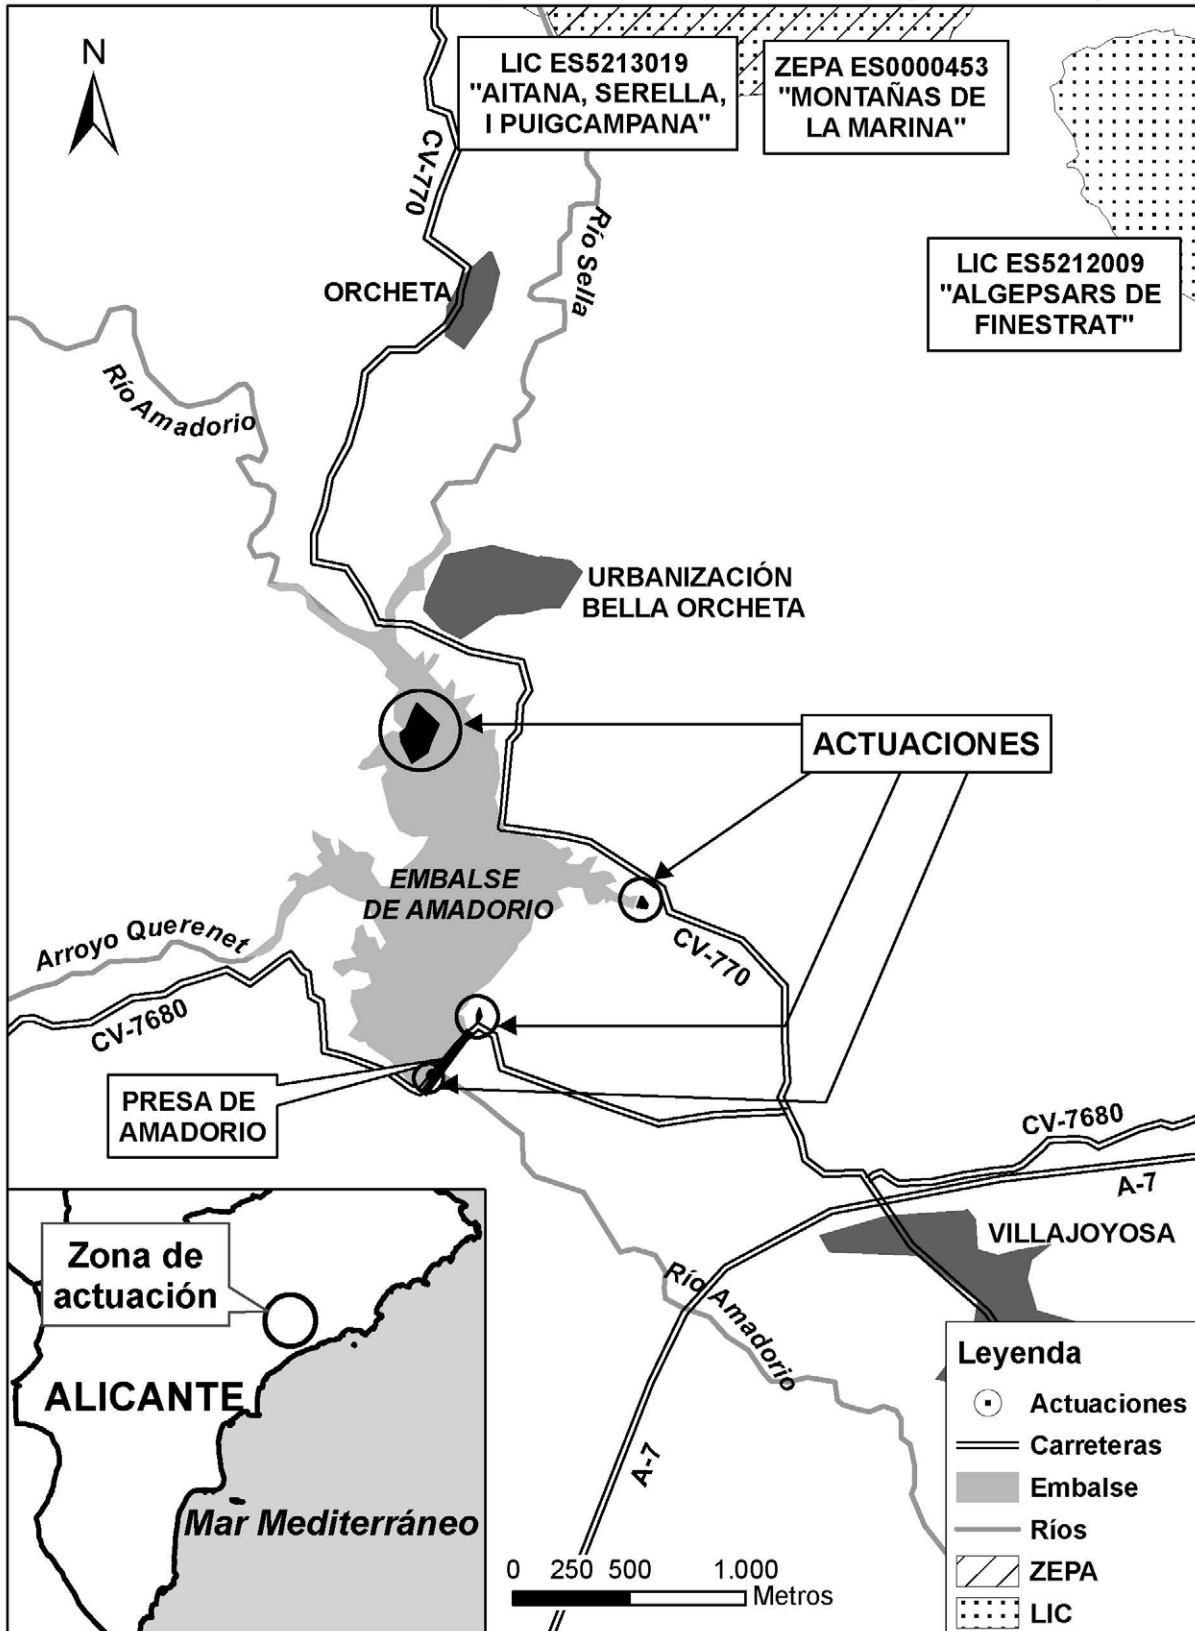 N
LIC ES5213019
"AITANA, SERELLA,
I PUIGCAMPANA"
ZEPA ES0000453
"MONTAÑAS DE
LA MARINA"
CV-770
Río Sella
LIC ES5212009
"ALGEPSARS DE
FINESTRAT"
ORCHETA
Río Amadorio
URBANIZACIÓN
BELLA ORCHETA
ACTUACIONES
EMBALSE
DE AMADORIO
Arroyo Querenet
CV-770
CV-7680
PRESA DE
AMADORIO
CV-7680
A-7
VILLAJOYOSA
Río Amadorio
Zona de
actuación
ALICANTE
Mar Mediterráneo
A-7
0 250 500 1.000
Metros
Leyenda
Actuaciones
Carreteras
Embalse
Ríos
ZEPA
LIC